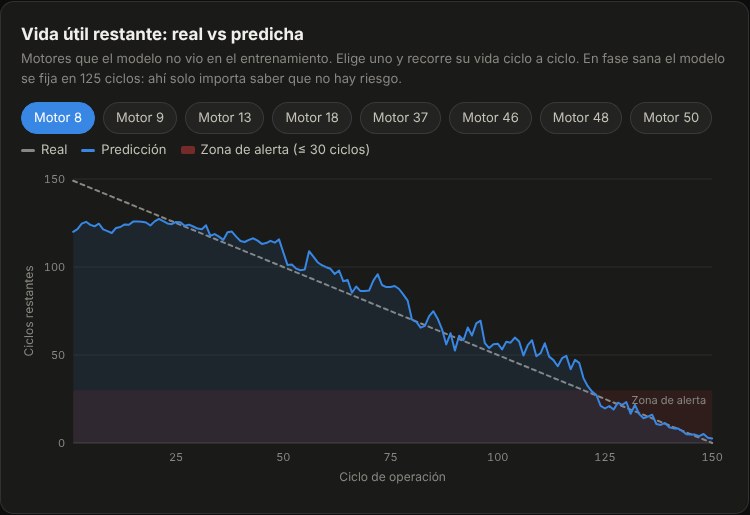 Vida útil restante: real vs predicha
Motores que el modelo no vio en el entrenamiento. Elige uno y recorre su vida ciclo a ciclo. En fase sana el modelo
se fija en 125 ciclos: ahí solo importa saber que no hay riesgo.
Motor 8 Motor 9 Motor 13 Motor 18 Motor 37 Motor 46 Motor 48 Motor 50
Real Predicción Zona de alerta (≤ 30 ciclos)
150
100
50
0
Ciclos restantes
Zona de alerta
25 50 75 100 125 150
Ciclo de operación